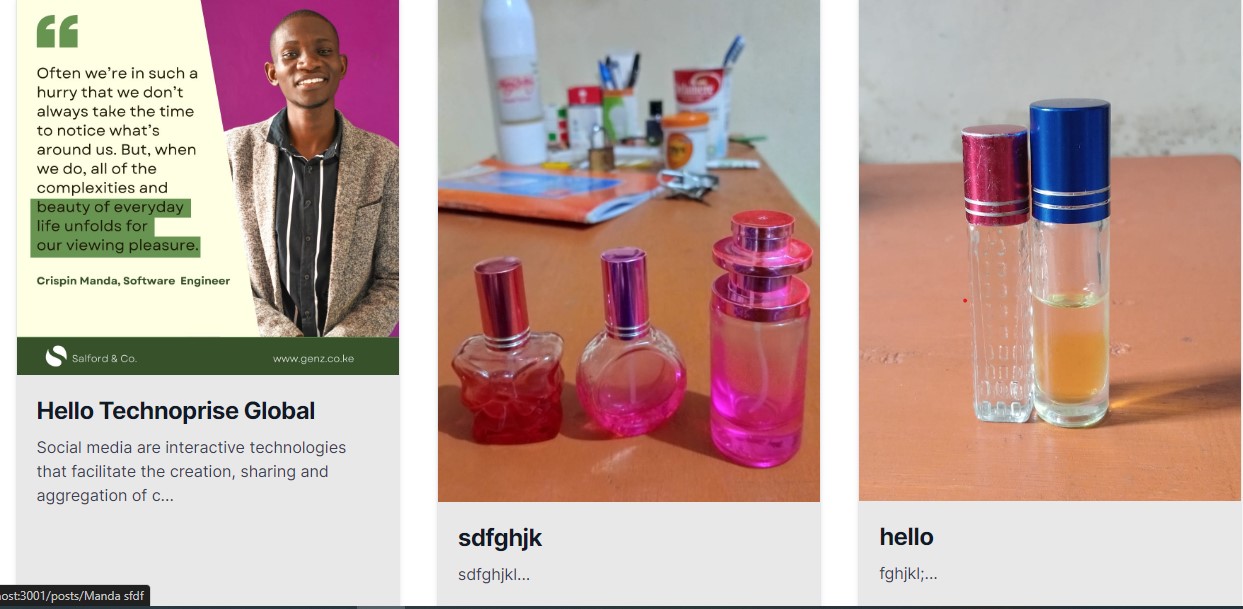 Often we're in such a
hurry that we don't
always take the time
to notice what's
around us. But, when
we do, all of the
complexities and
beauty of everyday
life unfolds for
our viewing pleasure.
Crispin Manda, Software Engineer
Salford & Co.
www.genz.co.ke
Hello Technoprise Global
Social media are interactive technologies
that facilitate the creation, sharing and
aggregation of c...
sdfghjk
sdfghjkl...
hello
fghjkl;...
ost:3001/posts/Manda sfdf